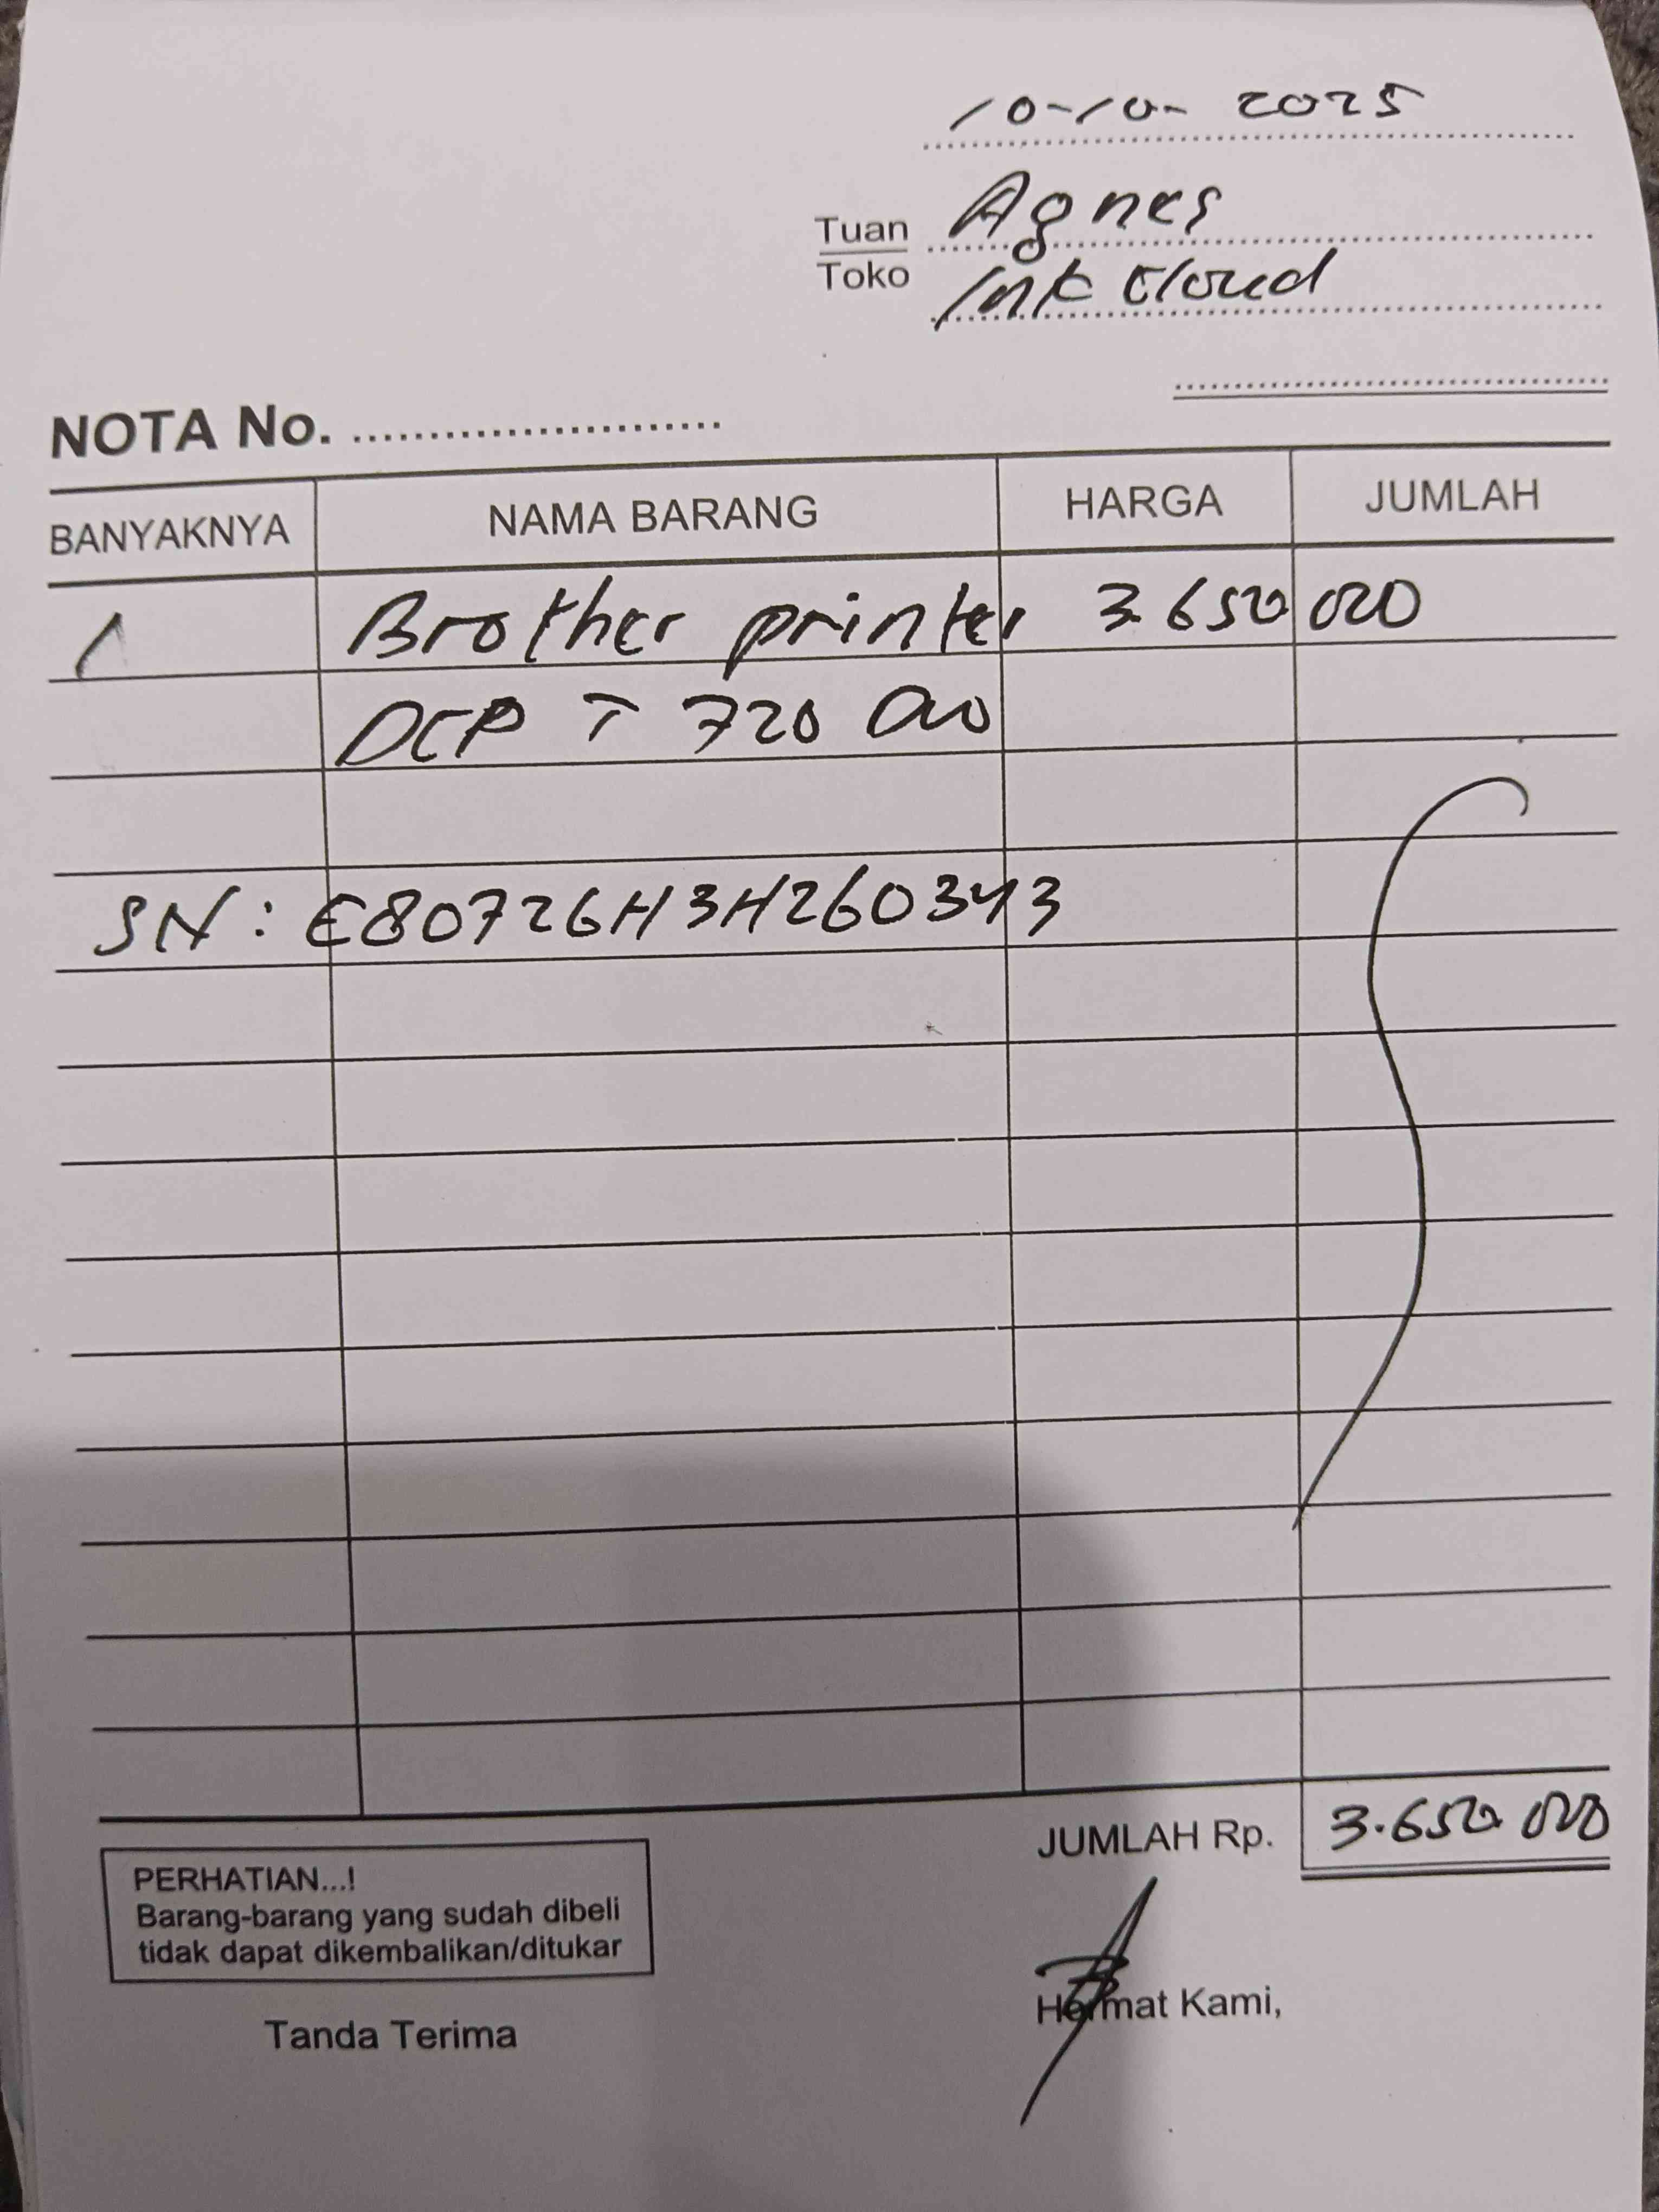 10-10-2025
Tuan Agnes
Toko Ink Cloud
NOTA No.
BANYAKNYA NAMA BARANG HARGA JUMLAH
1 Brother printer 3.650.000
DCP T 720 DW
SN: E80726H3H260343
JUMLAH Rp. 3.650.000
PERHATIAN...!
Barang-barang yang sudah dibeli
tidak dapat dikembalikan/ditukar
Hormat Kami,
Tanda Terima